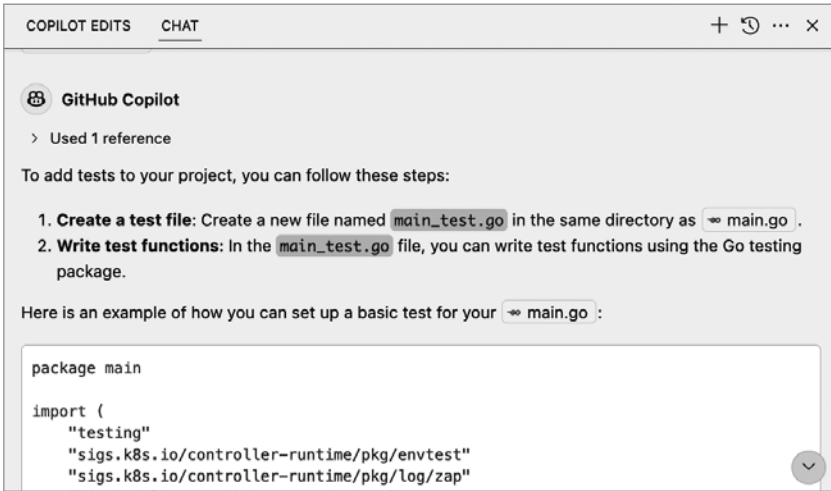 COPILOT EDITS CHAT
GitHub Copilot
Used 1 reference
To add tests to your project, you can follow these steps:
1. Create a test file: Create a new file named main_test.go in the same directory as main.go .
2. Write test functions: In the main_test.go file, you can write test functions using the Go testing
package.
Here is an example of how you can set up a basic test for your main.go :
package main
import (
"testing"
"sigs.k8s.io/controller-runtime/pkg/envtest"
"sigs.k8s.io/controller-runtime/pkg/log/zap"